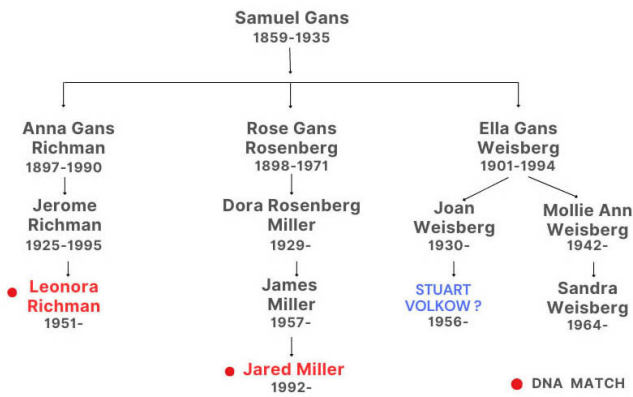 Samuel Gans
1859-1935
Anna Gans
Richman
1897-1990
Rose Gans
Rosenberg
1898-1971
Ella Gans
Weisberg
1901-1994
Jerome
Richman
1925-1995
Dora Rosenberg
Miller
1929-
Joan
Weisberg
1930-
Mollie Ann
Weisberg
1942-
Leonora
Richman
1951-
James
Miller
1957-
STUART
VOLKOW ?
1956-
Sandra
Weisberg
1964-
Jared Miller
1992-
DNA MATCH